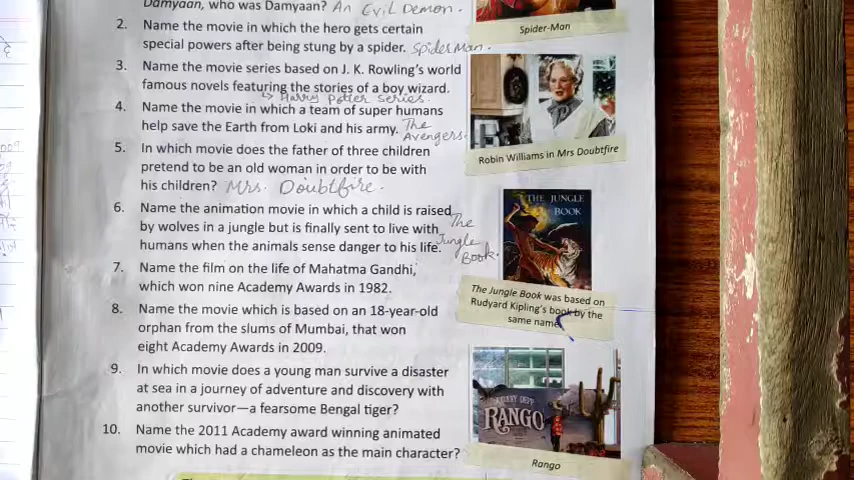 Damyaan, who was Damyaan? An Evil Demon.
2. Name the movie in which the hero gets certain
special powers after being stung by a spider. Spider Man.
Spider-Man
3. Name the movie series based on J. K. Rowling's world
famous novels featuring the stories of a boy wizard.
↳ Harry Potter series.
4. Name the movie in which a team of super humans
help save the Earth from Loki and his army. The
Avengers.
Robin Williams in Mrs Doubtfire
5. In which movie does the father of three children
pretend to be an old woman in order to be with
his children? Mrs. Doubtfire.
6. Name the animation movie in which a child is raised
by wolves in a jungle but is finally sent to live with
humans when the animals sense danger to his life.
The
Jungle
Book.
THE JUNGLE
BOOK
The Jungle Book was based on
Rudyard Kipling's book by the
same name
7. Name the film on the life of Mahatma Gandhi,
which won nine Academy Awards in 1982.
8. Name the movie which is based on an 18-year-old
orphan from the slums of Mumbai, that won
eight Academy Awards in 2009.
9. In which movie does a young man survive a disaster
at sea in a journey of adventure and discovery with
another survivor—a fearsome Bengal tiger?
10. Name the 2011 Academy award winning animated
movie which had a chameleon as the main character?
JOHNNY DEPP
RANGO
Rango